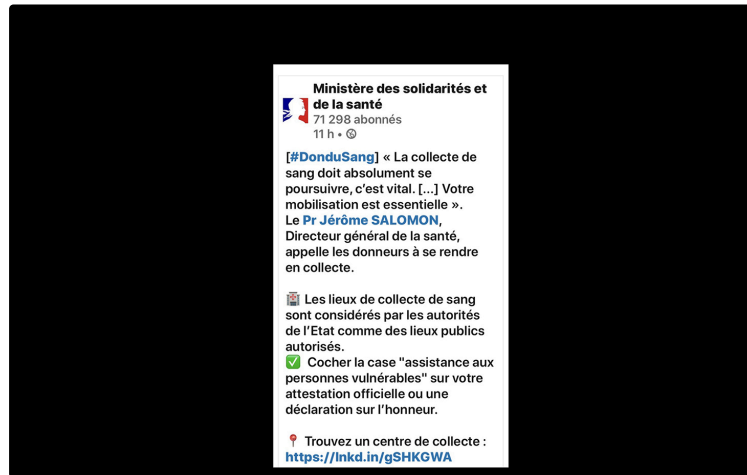 Ministère des solidarités et
de la santé
71 298 abonnés
11 h •
[#DonduSang] « La collecte de
sang doit absolument se
poursuivre, c’est vital. [...] Votre
mobilisation est essentielle ».
Le Pr Jérôme SALOMON,
Directeur général de la santé,
appelle les donneurs à se rendre
en collecte.
🏥 Les lieux de collecte de sang
sont considérés par les autorités
de l’Etat comme des lieux publics
autorisés.
✅ Cocher la case "assistance aux
personnes vulnérables" sur votre
attestation officielle ou une
déclaration sur l’honneur.
📍 Trouvez un centre de collecte :
https://lnkd.in/gSHKGWA